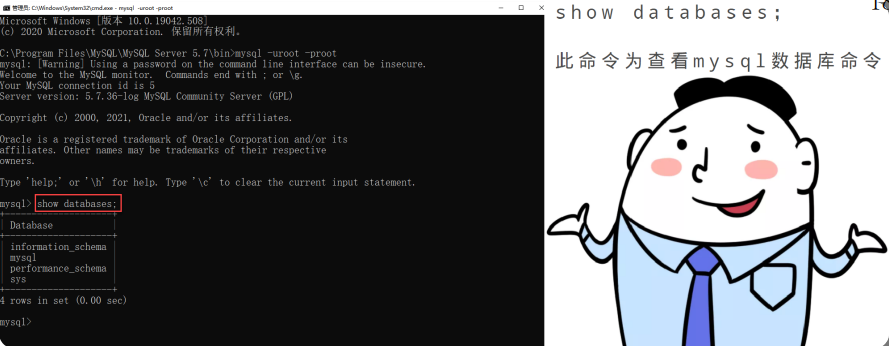 管理员: C:\Windows\System32\cmd.exe - mysql -uroot -proot
Microsoft Windows [版本 10.0.19042.508]
(c) 2020 Microsoft Corporation. 保留所有权利。
C:\Program Files\MySQL\MySQL Server 5.7\bin>mysql -uroot -proot
mysql: [Warning] Using a password on the command line interface can be insecure.
Welcome to the MySQL monitor.  Commands end with ; or \g.
Your MySQL connection id is 5
Server version: 5.7.36-log MySQL Community Server (GPL)
Copyright (c) 2000, 2021, Oracle and/or its affiliates.
Oracle is a registered trademark of Oracle Corporation and/or its
affiliates. Other names may be trademarks of their respective
owners.
Type 'help;' or '\h' for help. Type '\c' to clear the current input statement.
mysql> show databases;
+--------------------+
| Database           |
+--------------------+
| information_schema |
| mysql              |
| performance_schema |
| sys                |
+--------------------+
4 rows in set (0.00 sec)
mysql>
show databases;
此命令为查看mysql数据库命令